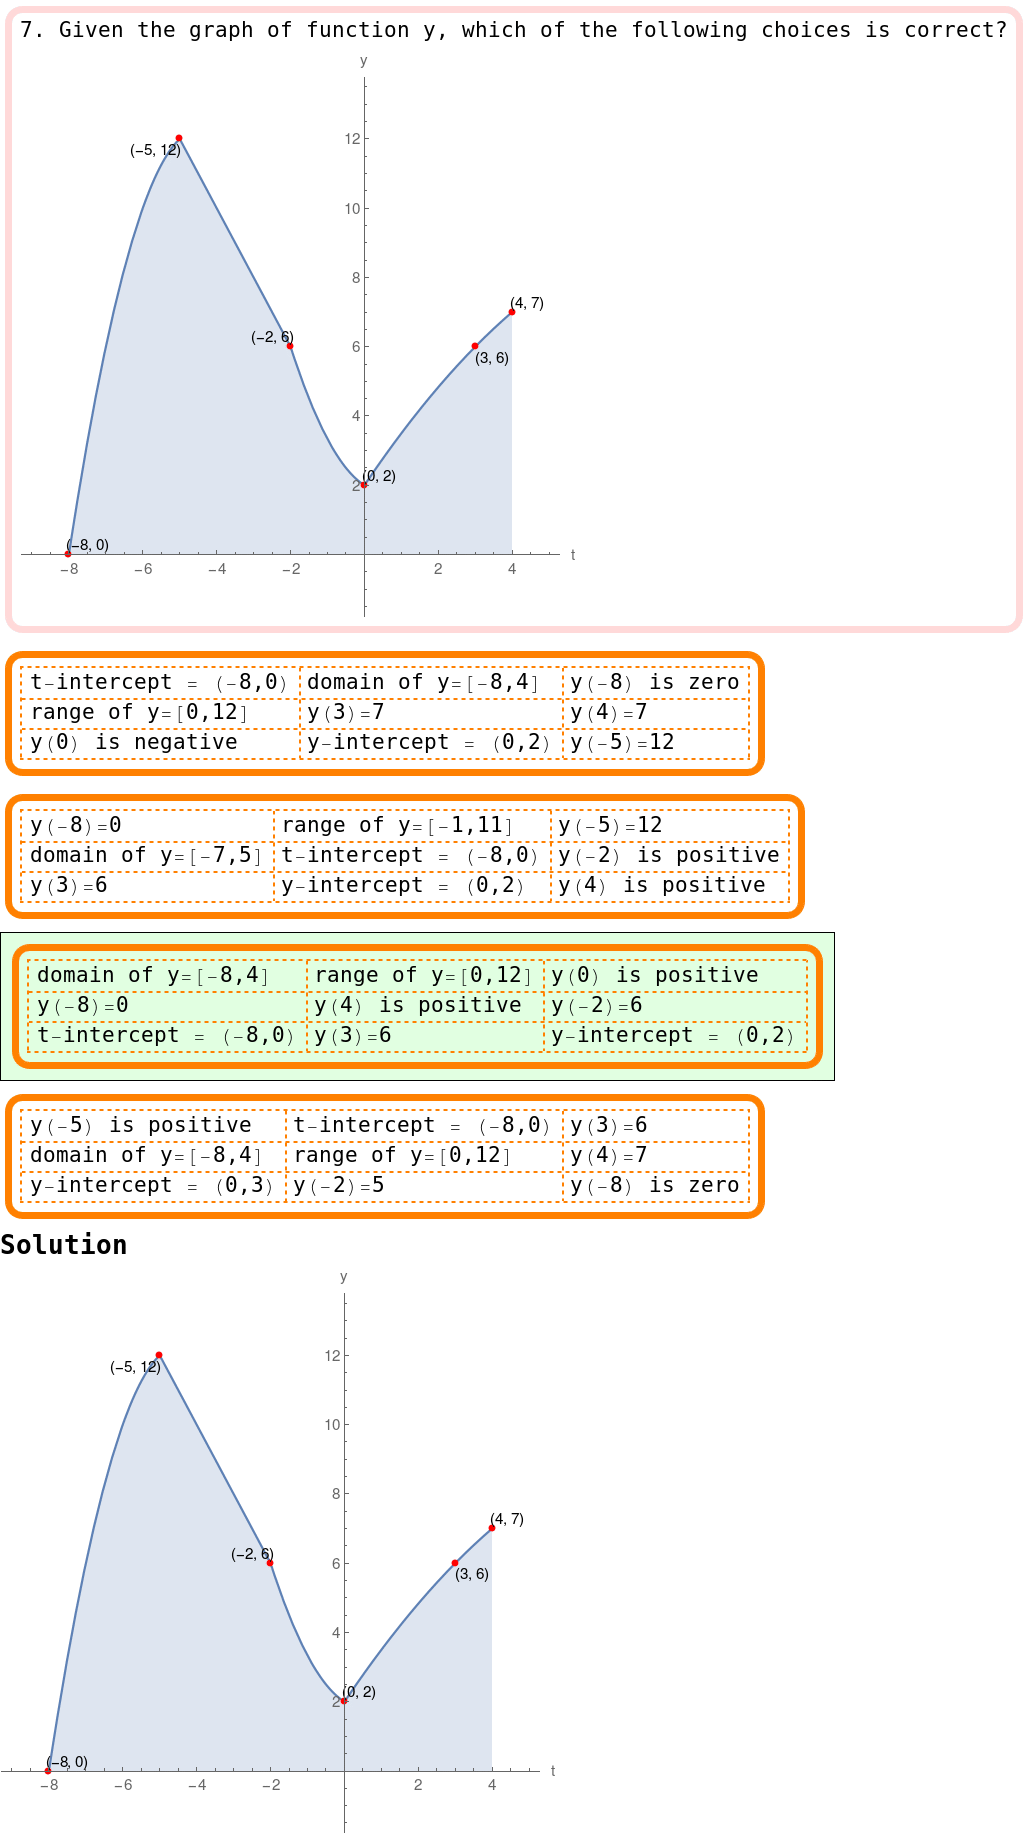 7. Given the graph of function y, which of the following choices is correct?
y
12
10
8
6
4
2
(−5, 12)
(−2, 6)
(0, 2)
(4, 7)
(3, 6)
(−8, 0)
t
−8 −6 −4 −2 2 4
t-intercept = (-8,0) domain of y=[-8,4] y(-8) is zero
range of y=[0,12] y(3)=7 y(4)=7
y(0) is negative y-intercept = (0,2) y(-5)=12
y(-8)=0 range of y=[-1,11] y(-5)=12
domain of y=[-7,5] t-intercept = (-8,0) y(-2) is positive
y(3)=6 y-intercept = (0,2) y(4) is positive
domain of y=[-8,4] range of y=[0,12] y(0) is positive
y(-8)=0 y(4) is positive y(-2)=6
t-intercept = (-8,0) y(3)=6 y-intercept = (0,2)
y(-5) is positive t-intercept = (-8,0) y(3)=6
domain of y=[-8,4] range of y=[0,12] y(4)=7
y-intercept = (0,3) y(-2)=5 y(-8) is zero
Solution
y
12
10
8
6
4
2
(−5, 12)
(−2, 6)
(0, 2)
(4, 7)
(3, 6)
(−8, 0)
t
−8 −6 −4 −2 2 4